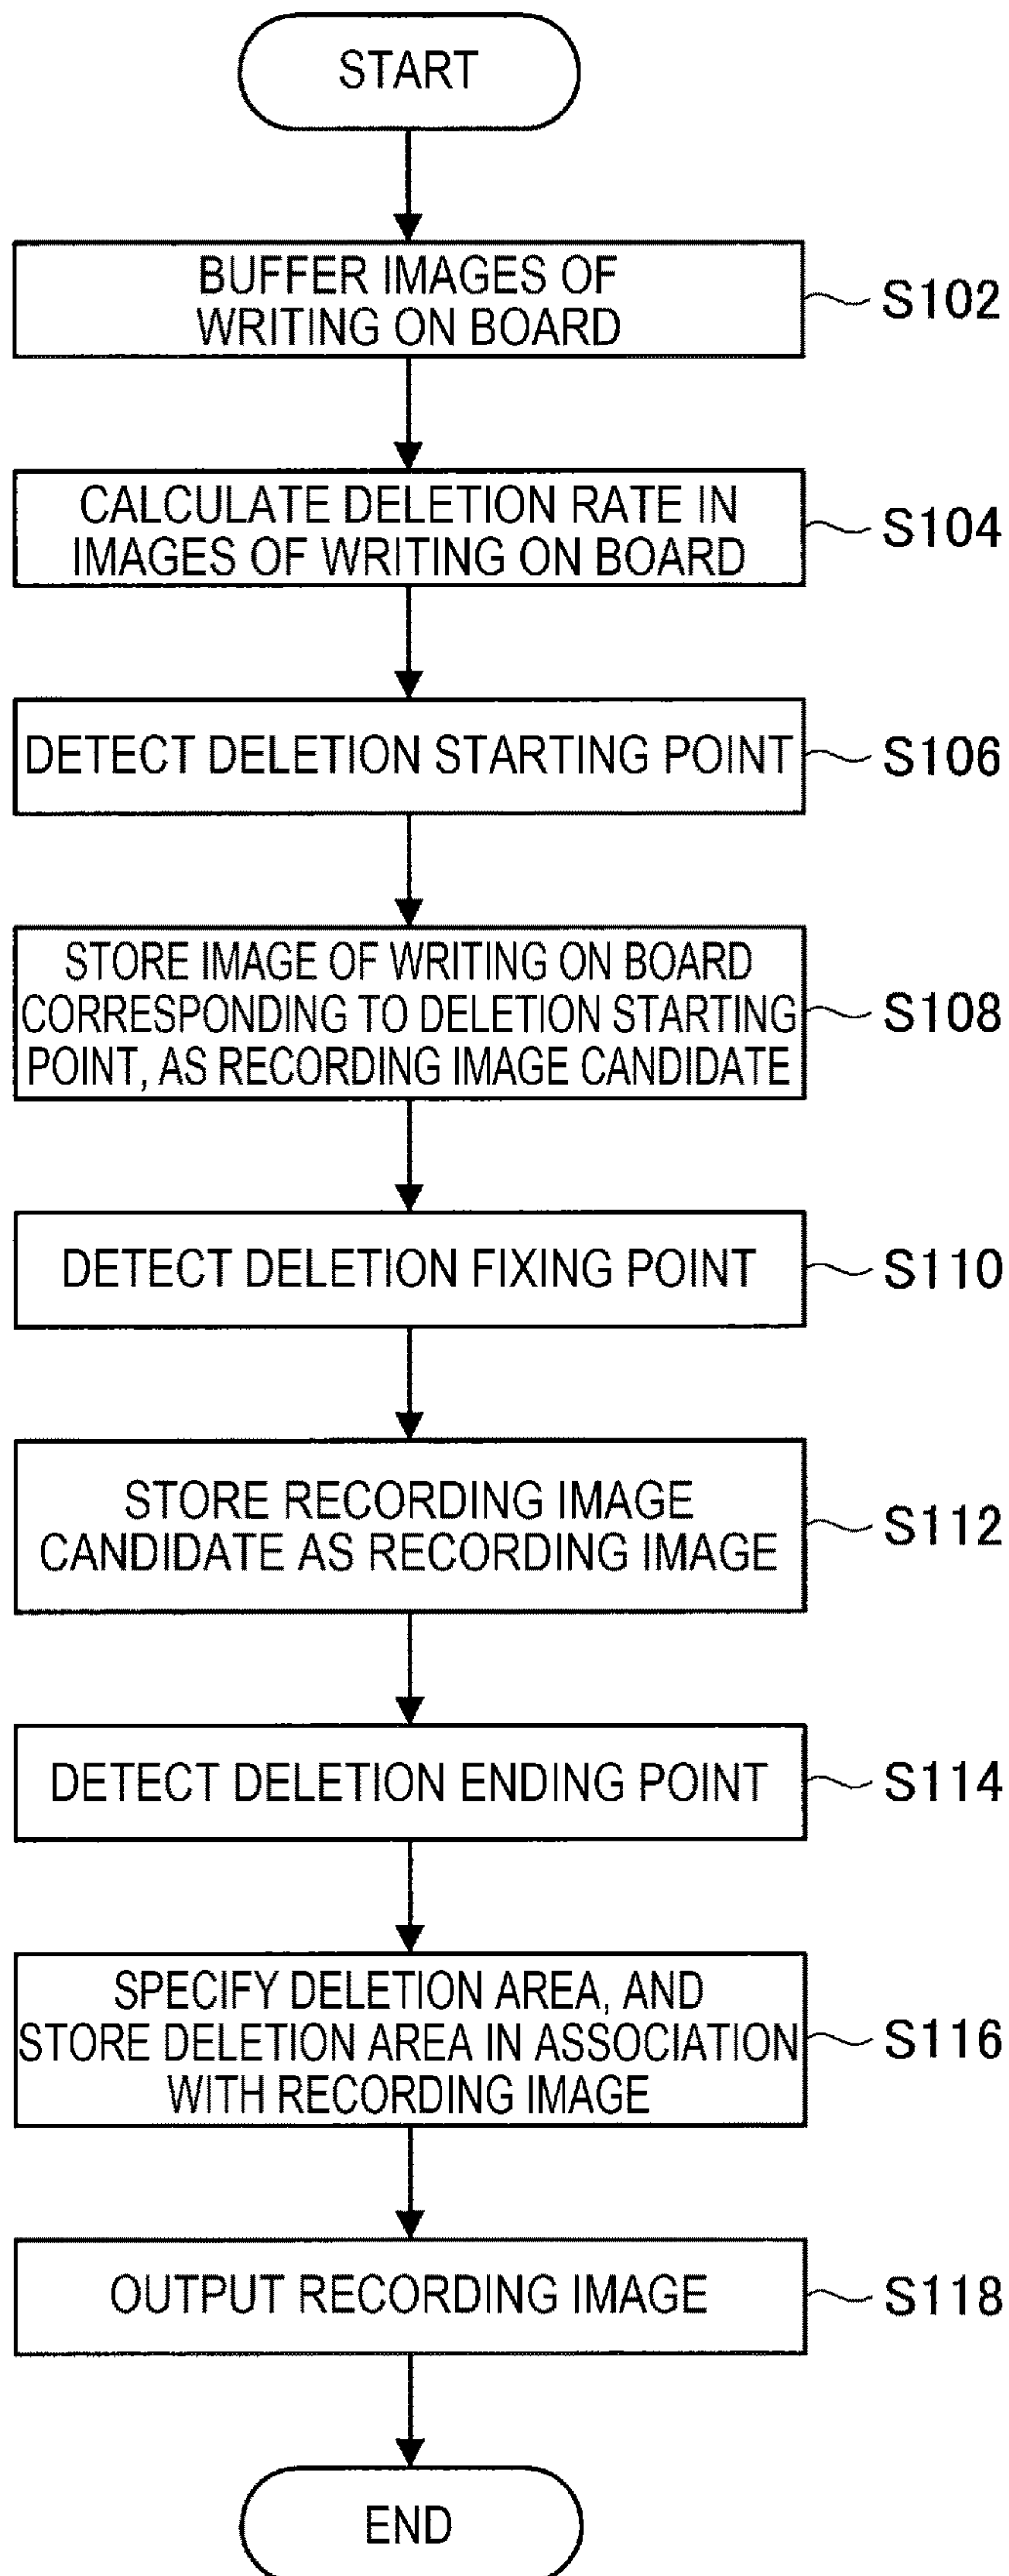 START
BUFFER IMAGES OF
WRITING ON BOARD
S102
CALCULATE DELETION RATE IN
IMAGES OF WRITING ON BOARD
S104
DETECT DELETION STARTING POINT
S106
STORE IMAGE OF WRITING ON BOARD
CORRESPONDING TO DELETION STARTING
POINT, AS RECORDING IMAGE CANDIDATE
S108
DETECT DELETION FIXING POINT
S110
STORE RECORDING IMAGE
CANDIDATE AS RECORDING IMAGE
S112
DETECT DELETION ENDING POINT
S114
SPECIFY DELETION AREA, AND
STORE DELETION AREA IN ASSOCIATION
WITH RECORDING IMAGE
S116
OUTPUT RECORDING IMAGE
S118
END